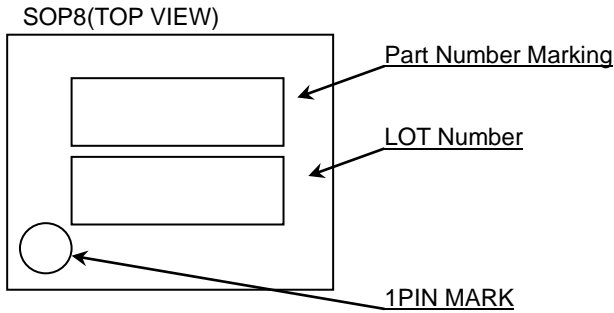 SOP8(TOP VIEW)
Part Number Marking
LOT Number
1PIN MARK